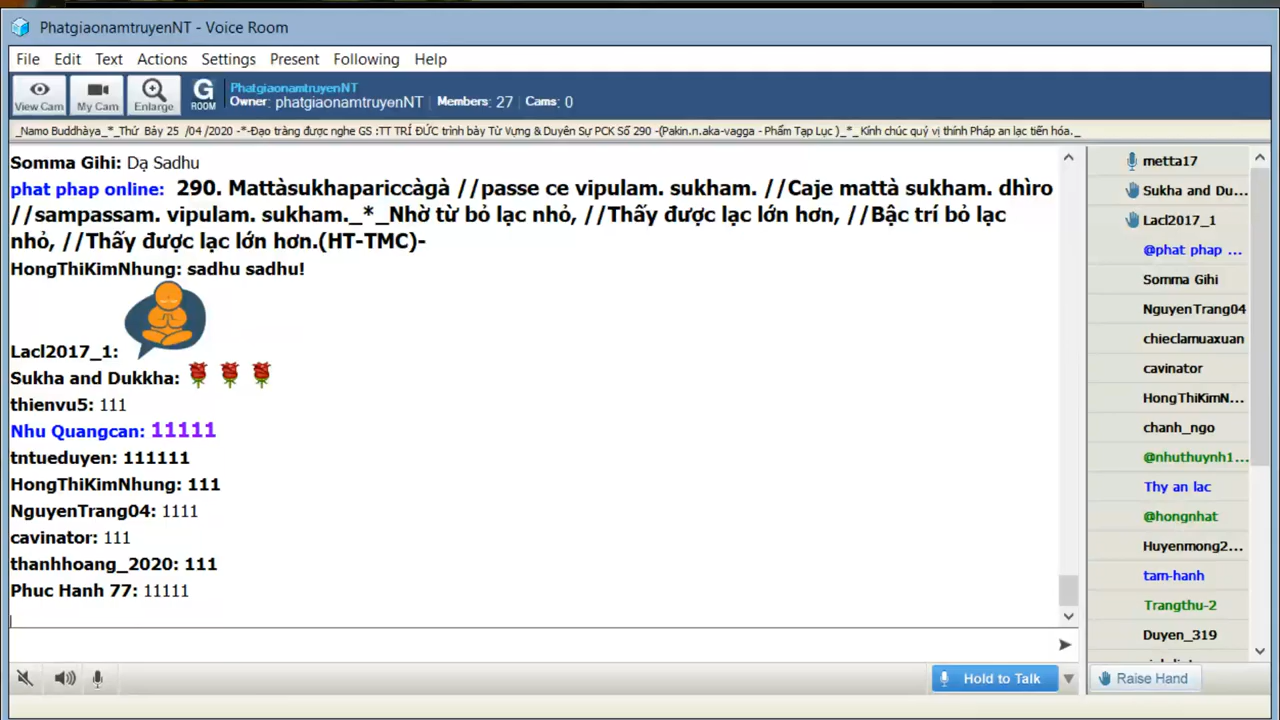 PhatgiaonamtruyenNT - Voice Room
File Edit Text Actions Settings Present Following Help
View Cam My Cam Enlarge G ROOM
PhatgiaonamtruyenNT
Owner: phatgiaonamtruyenNT Members: 27 Cams: 0
_Namo Buddhàya_*_Thứ Bảy 25 /04 /2020 -*-Đạo tràng được nghe GS :TT TRÍ ĐỨC trình bày Từ Vựng & Duyên Sự PCK Số 290 -(Pakin.n.aka-vagga - Phẩm Tạp Lục )_*_ Kính chúc quý vị thính Pháp an lạc tiến hóa._
Somma Gihi: Dạ Sadhu
phat phap online: 290. Mattàsukhapariccàgà //passe ce vipulam. sukham. //Caje mattà sukham. dhìro
//sampassam. vipulam. sukham._*_Nhờ từ bỏ lạc nhỏ, //Thấy được lạc lớn hơn, //Bậc trí bỏ lạc
nhỏ, //Thấy được lạc lớn hơn.(HT-TMC)-
HongThiKimNhung: sadhu sadhu!
Lacl2017_1:
Sukha and Dukkha:
thienvu5: 111
Nhu Quangcan: 11111
tntueduyen: 111111
HongThiKimNhung: 111
NguyenTrang04: 1111
cavinator: 111
thanhhoang_2020: 111
Phuc Hanh 77: 11111
metta17
Sukha and Du...
Lacl2017_1
@phat phap ...
Somma Gihi
NguyenTrang04
chieclamuaxuan
cavinator
HongThiKimN...
chanh_ngo
@nhuthuynh1...
Thy an lac
@hongnhat
Huyenmong2...
tam-hanh
Trangthu-2
Duyen_319
Hold to Talk
Raise Hand